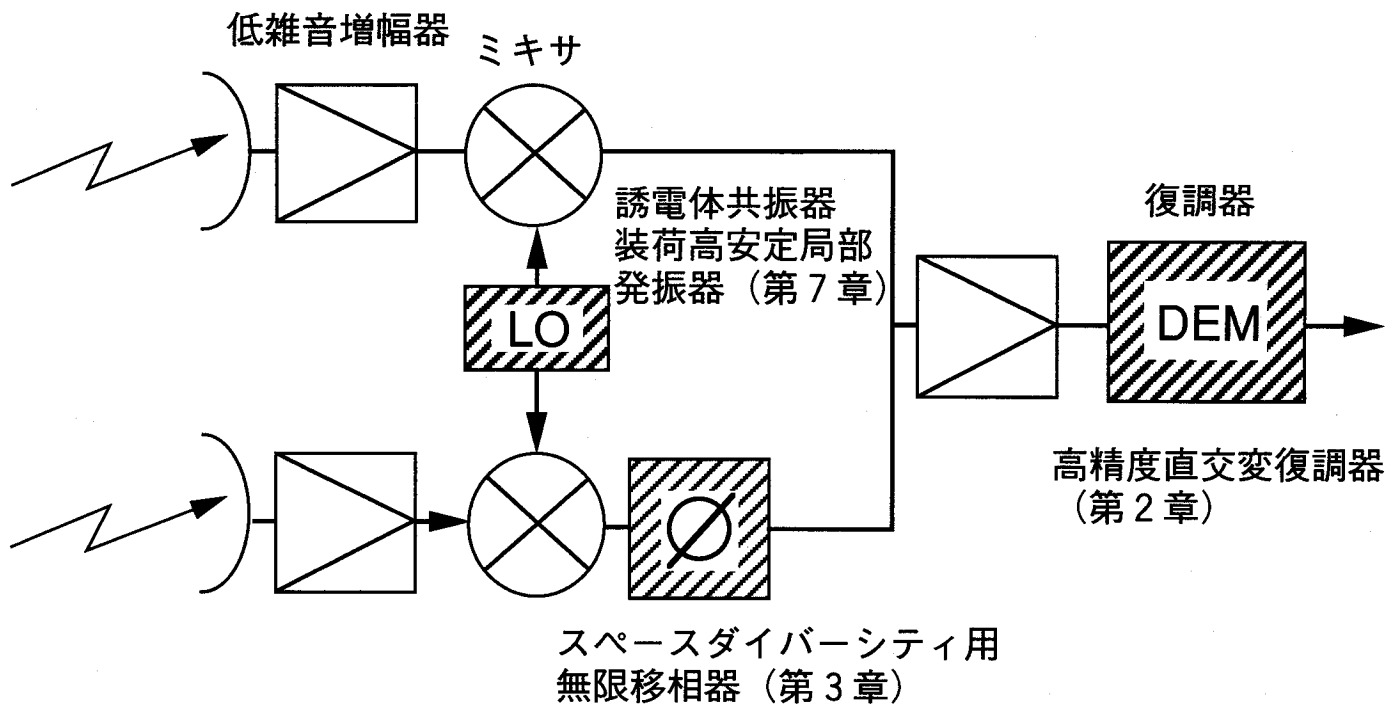 低雑音増幅器
ミキサ
誘電体共振器
装荷高安定局部
発振器（第７章）
復調器
LO
DEM
高精度直交変復調器
（第２章）
スペースダイバーシティ用
無限移相器（第３章）